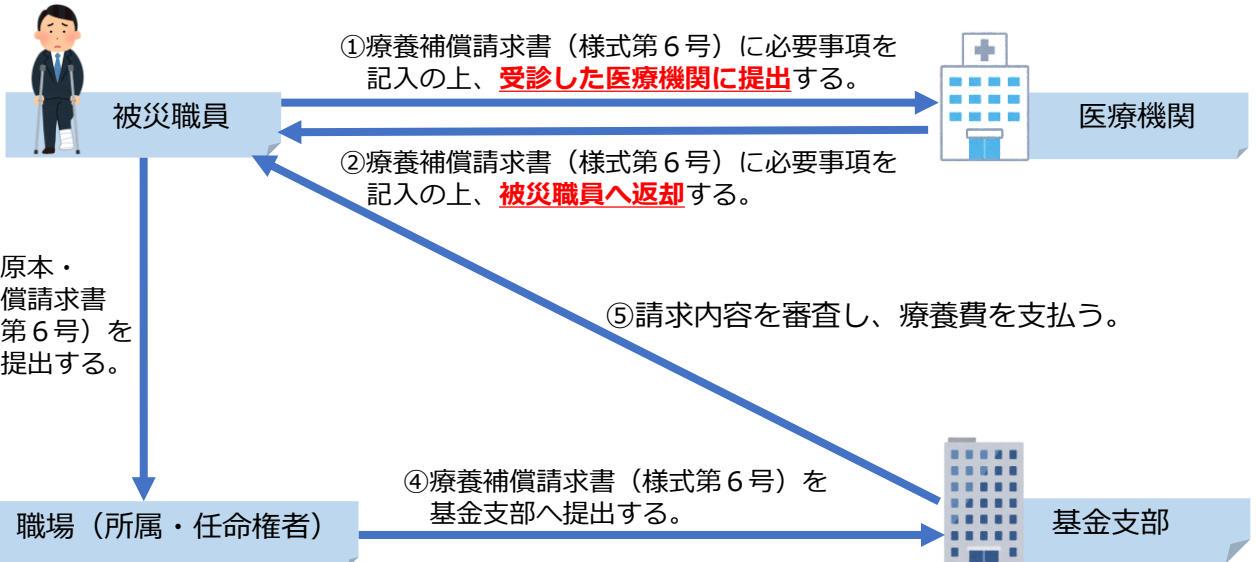 ①療養補償請求書（様式第６号）に必要事項を
記入の上、受診した医療機関に提出する。
被災職員
医療機関
②療養補償請求書（様式第６号）に必要事項を
記入の上、被災職員へ返却する。
原本・
償請求書
第６号）を
提出する。
⑤請求内容を審査し、療養費を支払う。
④療養補償請求書（様式第６号）を
基金支部へ提出する。
職場（所属・任命権者）
基金支部